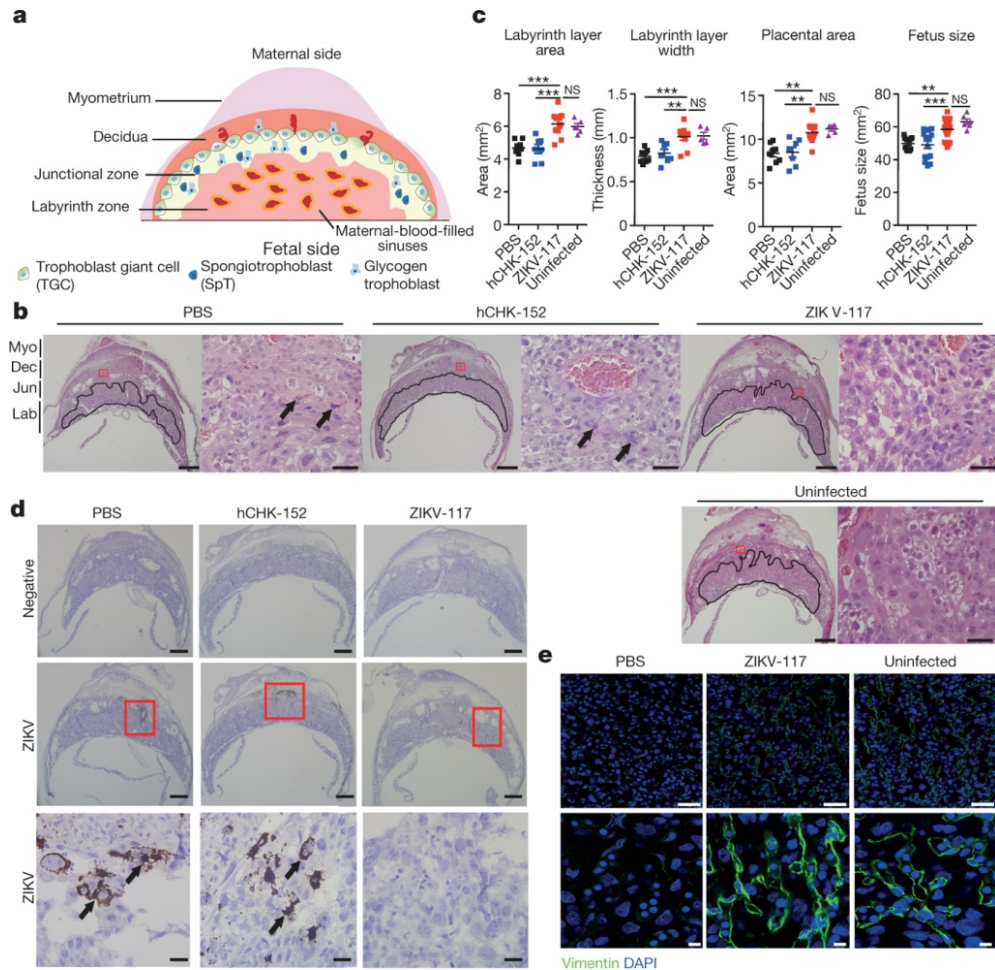 a
Maternal side
Myometrium
Decidua
Junctional zone
Labyrinth zone
Maternal-blood-filled
sinuses
Fetal side
Trophoblast giant cell
(TGC)
Spongiotrophoblast
(SpT)
Glycogen
trophoblast
c
Labyrinth layer
area
Labyrinth layer
width
Placental area
Fetus size
***
***
NS
***
**
NS
**
**
NS
**
***
NS
Area (mm²)
8
6
4
2
0
Thickness (mm)
1.5
1.0
0.5
0
Area (mm²)
15
10
5
0
Fetus size (mm²)
80
60
40
20
0
PBS
hCHK-152
ZIKV-117
Uninfected
PBS
hCHK-152
ZIKV-117
Uninfected
PBS
hCHK-152
ZIKV-117
Uninfected
PBS
hCHK-152
ZIKV-117
Uninfected
b
PBS
hCHK-152
ZIK V-117
Myo
Dec
Jun
Lab
Uninfected
d
PBS
hCHK-152
ZIKV-117
Negative
ZIKV
ZIKV
e
PBS
ZIKV-117
Uninfected
Vimentin DAPI